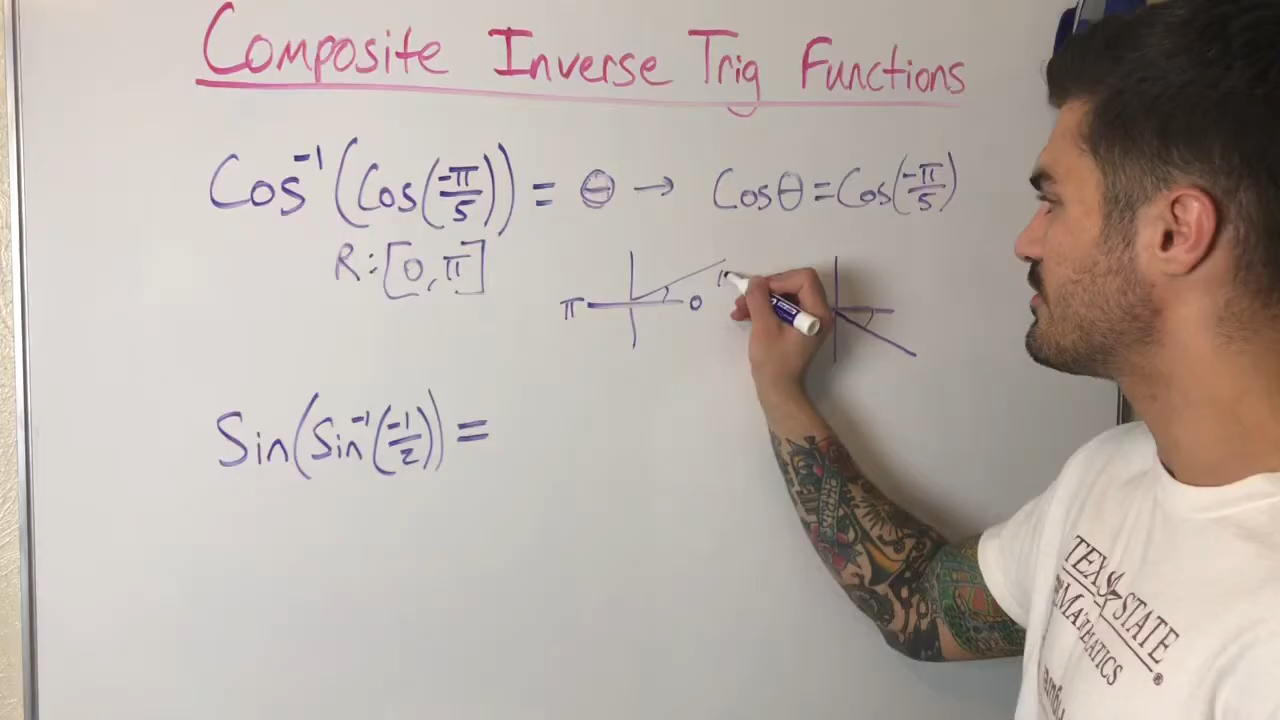 Composite Inverse Trig Functions
Cos⁻¹(Cos(-π/5)) = θ → Cosθ = Cos(-π/5)
R: [0, π]
π 0
Sin(Sin⁻¹(-1/2)) =
TEXAS STATE
MATHEMATICS